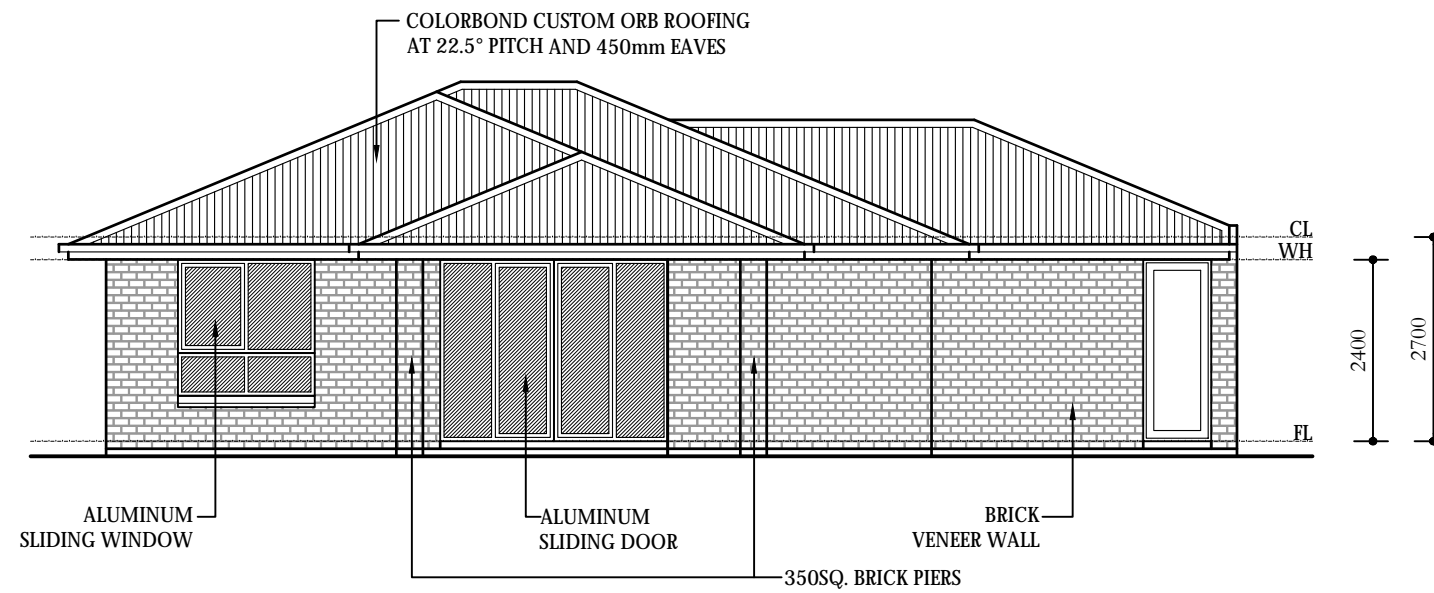 COLORBOND CUSTOM ORB ROOFING
AT 22.5° PITCH AND 450mm EAVES
CL
WH
2400
2700
FL
ALUMINUM
SLIDING WINDOW
ALUMINUM
SLIDING DOOR
BRICK
VENEER WALL
350SQ. BRICK PIERS